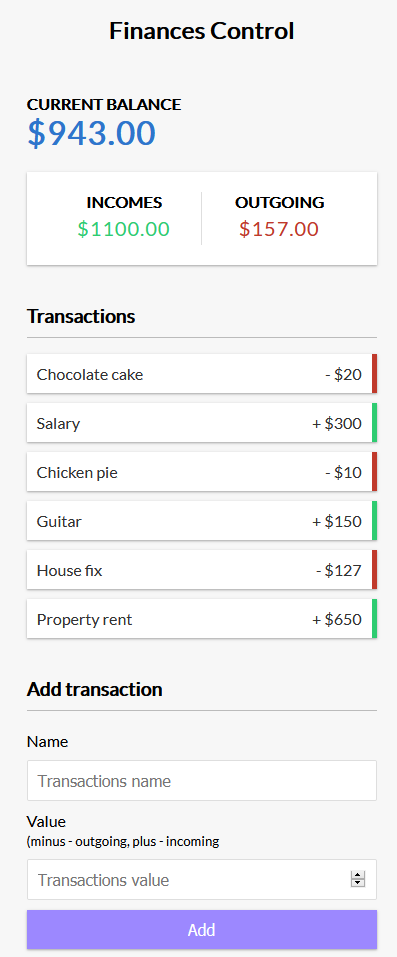 Finances Control
CURRENT BALANCE
$943.00
INCOMES OUTGOING
$1100.00 $157.00
Transactions
Chocolate cake - $20
Salary + $300
Chicken pie - $10
Guitar + $150
House fix - $127
Property rent + $650
Add transaction
Name
Transactions name
Value
(minus - outgoing, plus - incoming
Transactions value
Add